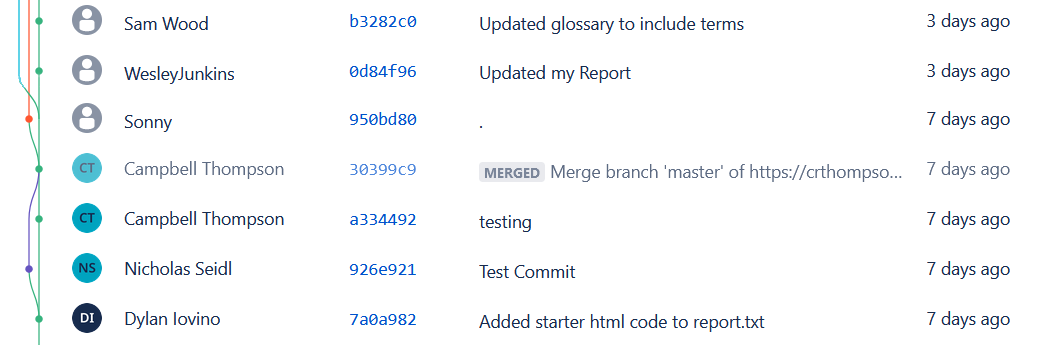 Sam Wood b3282c0 Updated glossary to include terms 3 days ago
WesleyJunkins 0d84f96 Updated my Report 3 days ago
Sonny 950bd80 . 7 days ago
CT Campbell Thompson 30399c9 MERGED Merge branch 'master' of https://crthompso... 7 days ago
CT Campbell Thompson a334492 testing 7 days ago
NS Nicholas Seidl 926e921 Test Commit 7 days ago
DI Dylan Iovino 7a0a982 Added starter html code to report.txt 7 days ago